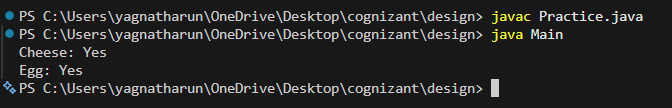 PS C:\Users\yagnatharun\OneDrive\Desktop\cognizant\design> javac Practice.java
PS C:\Users\yagnatharun\OneDrive\Desktop\cognizant\design> java Main
Cheese: Yes
Egg: Yes
PS C:\Users\yagnatharun\OneDrive\Desktop\cognizant\design>